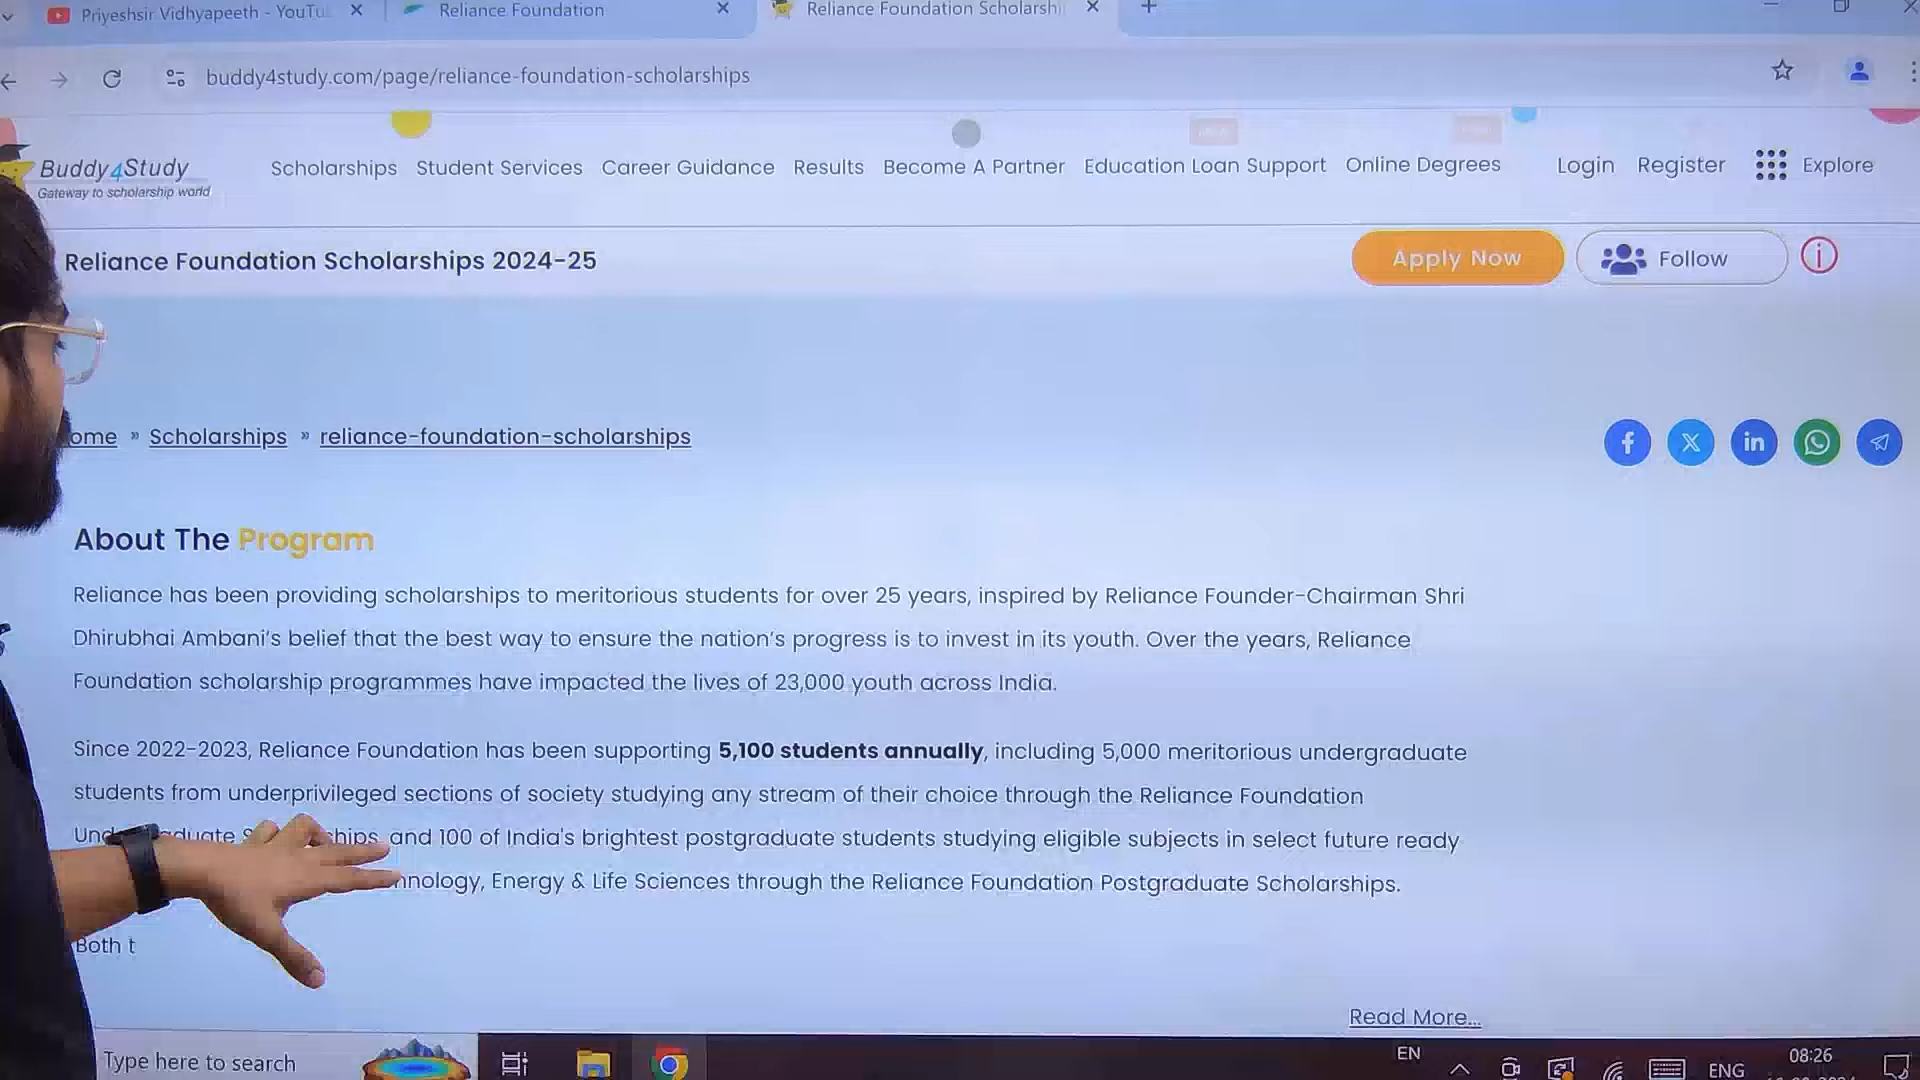 Priyeshsir Vidhyapeeth - YouTu
Reliance Foundation
Reliance Foundation Scholarshi
buddy4study.com/page/reliance-foundation-scholarships
Buddy4Study
Gateway to scholarship world
Scholarships Student Services Career Guidance Results Become A Partner Education Loan Support Online Degrees Login Register Explore
Reliance Foundation Scholarships 2024-25
Apply Now
Follow
ome » Scholarships » reliance-foundation-scholarships
About The Program
Reliance has been providing scholarships to meritorious students for over 25 years, inspired by Reliance Founder-Chairman Shri
Dhirubhai Ambani's belief that the best way to ensure the nation's progress is to invest in its youth. Over the years, Reliance
Foundation scholarship programmes have impacted the lives of 23,000 youth across India.
Since 2022-2023, Reliance Foundation has been supporting 5,100 students annually, including 5,000 meritorious undergraduate
students from underprivileged sections of society studying any stream of their choice through the Reliance Foundation
and 100 of India's brightest postgraduate students studying eligible subjects in select future ready
hnology, Energy & Life Sciences through the Reliance Foundation Postgraduate Scholarships.
Both t
Read More...
Type here to search
EN
ENG
08:26